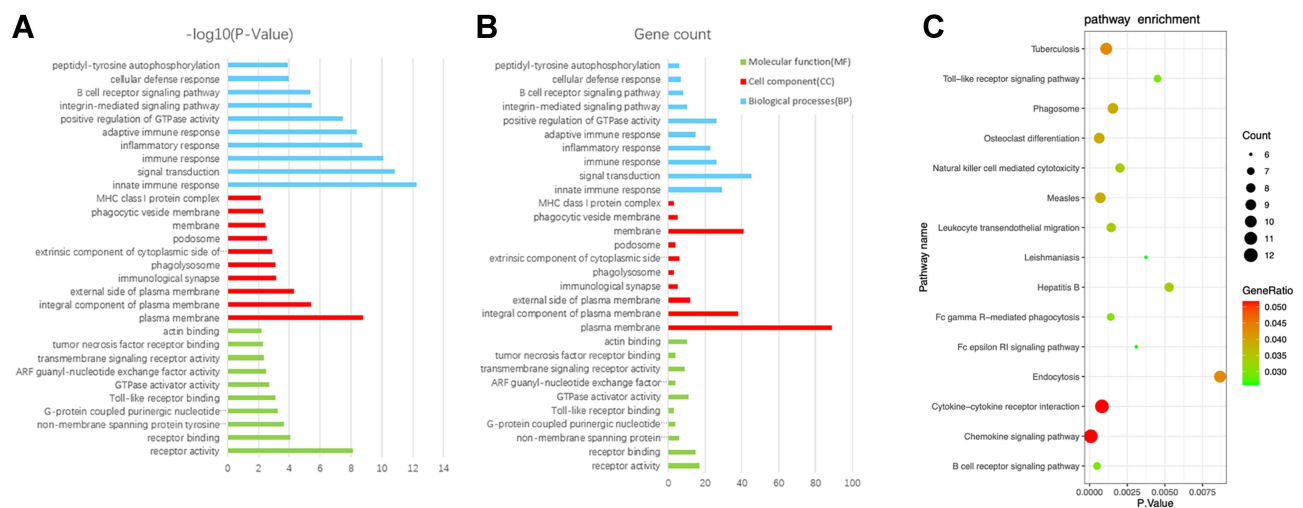 A
-log10(P-Value)
peptidyl-tyrosine autophosphorylation
cellular defense response
B cell receptor signaling pathway
integrin-mediated signaling pathway
positive regulation of GTPase activity
adaptive immune response
inflammatory response
immune response
signal transduction
innate immune response
MHC class I protein complex
phagocytic veside membrane
membrane
podosome
extrinsic component of cytoplasmic side of…
phagolysosome
immunological synapse
external side of plasma membrane
integral component of plasma membrane
plasma membrane
actin binding
tumor necrosis factor receptor binding
transmembrane signaling receptor activity
ARF guanyl-nucleotide exchange factor activity
GTPase activator activity
Toll-like receptor binding
G-protein coupled purinergic nucleotide…
non-membrane spanning protein tyrosine…
receptor binding
receptor activity
0 2 4 6 8 10 12 14
B
Gene count
Molecular function(MF)
Cell component(CC)
Biological processes(BP)
peptidyl-tyrosine autophosphorylation
cellular defense response
B cell receptor signaling pathway
integrin-mediated signaling pathway
positive regulation of GTPase activity
adaptive immune response
inflammatory response
immune response
signal transduction
innate immune response
MHC class I protein complex
phagocytic veside membrane
membrane
podosome
extrinsic component of cytoplasmic side…
phagolysosome
immunological synapse
external side of plasma membrane
integral component of plasma membrane
plasma membrane
actin binding
tumor necrosis factor receptor binding
transmembrane signaling receptor activity
ARF guanyl-nucleotide exchange factor…
GTPase activator activity
Toll-like receptor binding
G-protein coupled purinergic nucleotide…
non-membrane spanning protein…
receptor binding
receptor activity
0 20 40 60 80 100
C
pathway enrichment
Pathway name
Tuberculosis
Toll-like receptor signaling pathway
Phagosome
Osteoclast differentiation
Natural killer cell mediated cytotoxicity
Measles
Leukocyte transendothelial migration
Leishmaniasis
Hepatitis B
Fc gamma R-mediated phagocytosis
Fc epsilon RI signaling pathway
Endocytosis
Cytokine-cytokine receptor interaction
Chemokine signaling pathway
B cell receptor signaling pathway
0.0000 0.0025 0.0050 0.0075
P.Value
Count
6
7
8
9
10
11
12
GeneRatio
0.050
0.045
0.040
0.035
0.030